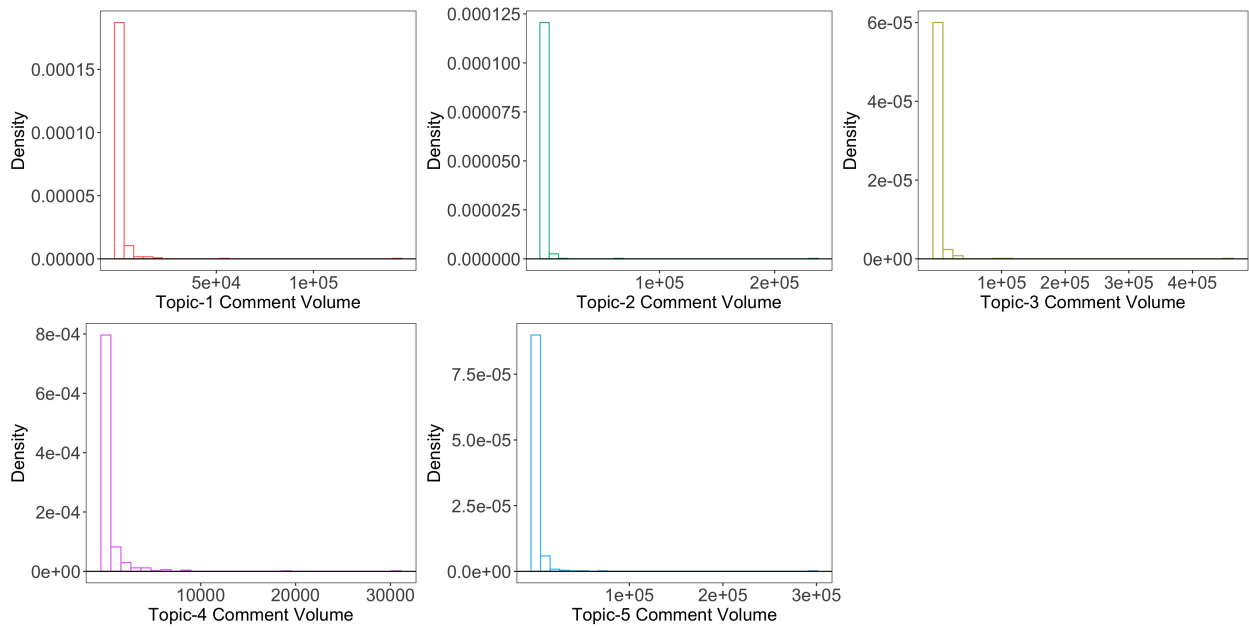 Density
0.00015
0.00010
0.00005
0.00000
5e+04 1e+05
Topic-1 Comment Volume
Density
0.000125
0.000100
0.000075
0.000050
0.000025
0.000000
1e+05 2e+05
Topic-2 Comment Volume
Density
6e-05
4e-05
2e-05
0e+00
1e+05 2e+05 3e+05 4e+05
Topic-3 Comment Volume
Density
8e-04
6e-04
4e-04
2e-04
0e+00
10000 20000 30000
Topic-4 Comment Volume
Density
7.5e-05
5.0e-05
2.5e-05
0.0e+00
1e+05 2e+05 3e+05
Topic-5 Comment Volume